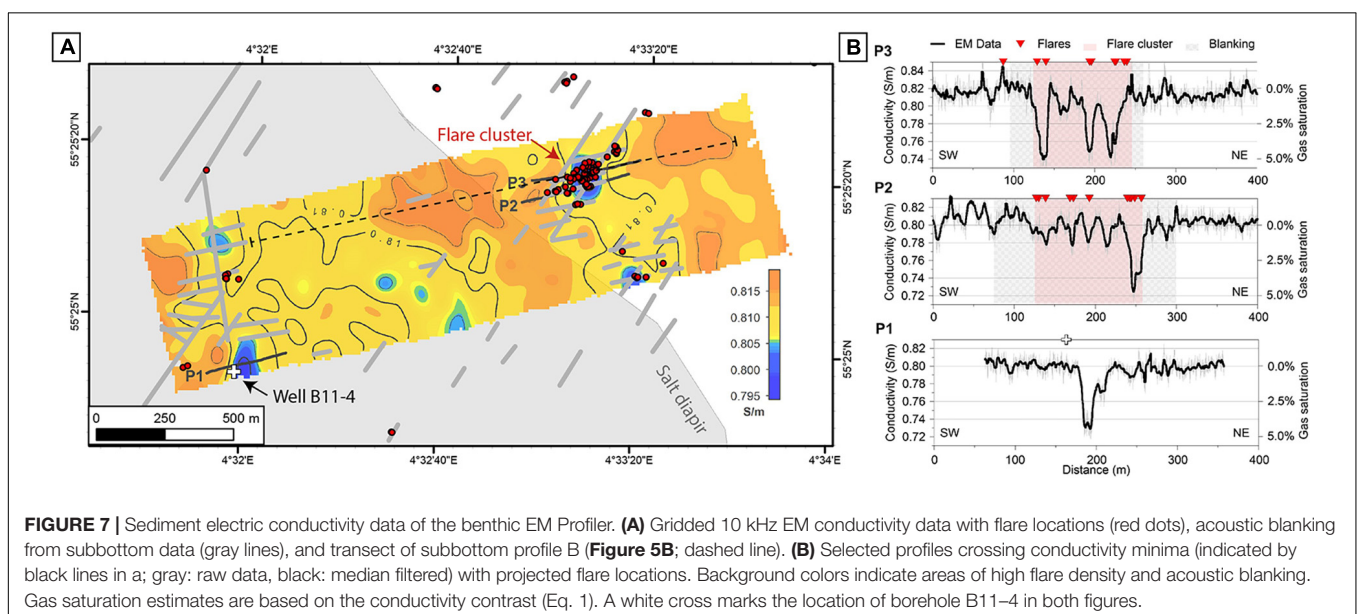 A
4°32'E
4°32'40"E
4°33'20"E
55°25'20"N
55°25'N
55°25'20"N
55°25'N
Flare cluster
P3
P2
0.81
0.81
0.81
P1
Well B11-4
Salt diapir
0.815
0.810
0.805
0.800
0.795
S/m
0 250 500 m
4°32'E
4°32'40"E
4°33'20"E
4°34'E
B
EM Data Flares Flare cluster Blanking
P3
0.84
0.82
0.80
0.78
0.76
0.74
Conductivity (S/m)
0.0%
2.5%
5.0%
Gas saturation
SW NE
0 100 200 300 400
P2
0.82
0.80
0.78
0.76
0.74
0.72
Conductivity (S/m)
0.0%
2.5%
5.0%
Gas saturation
SW NE
0 100 200 300 400
P1
0.82
0.80
0.78
0.76
0.74
0.72
Conductivity (S/m)
0.0%
2.5%
5.0%
Gas saturation
SW NE
0 100 200 300 400
Distance (m)
FIGURE 7 | Sediment electric conductivity data of the benthic EM Profiler. (A) Gridded 10 kHz EM conductivity data with flare locations (red dots), acoustic blanking
from subbottom data (gray lines), and transect of subbottom profile B (Figure 5B; dashed line). (B) Selected profiles crossing conductivity minima (indicated by
black lines in a; gray: raw data, black: median filtered) with projected flare locations. Background colors indicate areas of high flare density and acoustic blanking.
Gas saturation estimates are based on the conductivity contrast (Eq. 1). A white cross marks the location of borehole B11–4 in both figures.